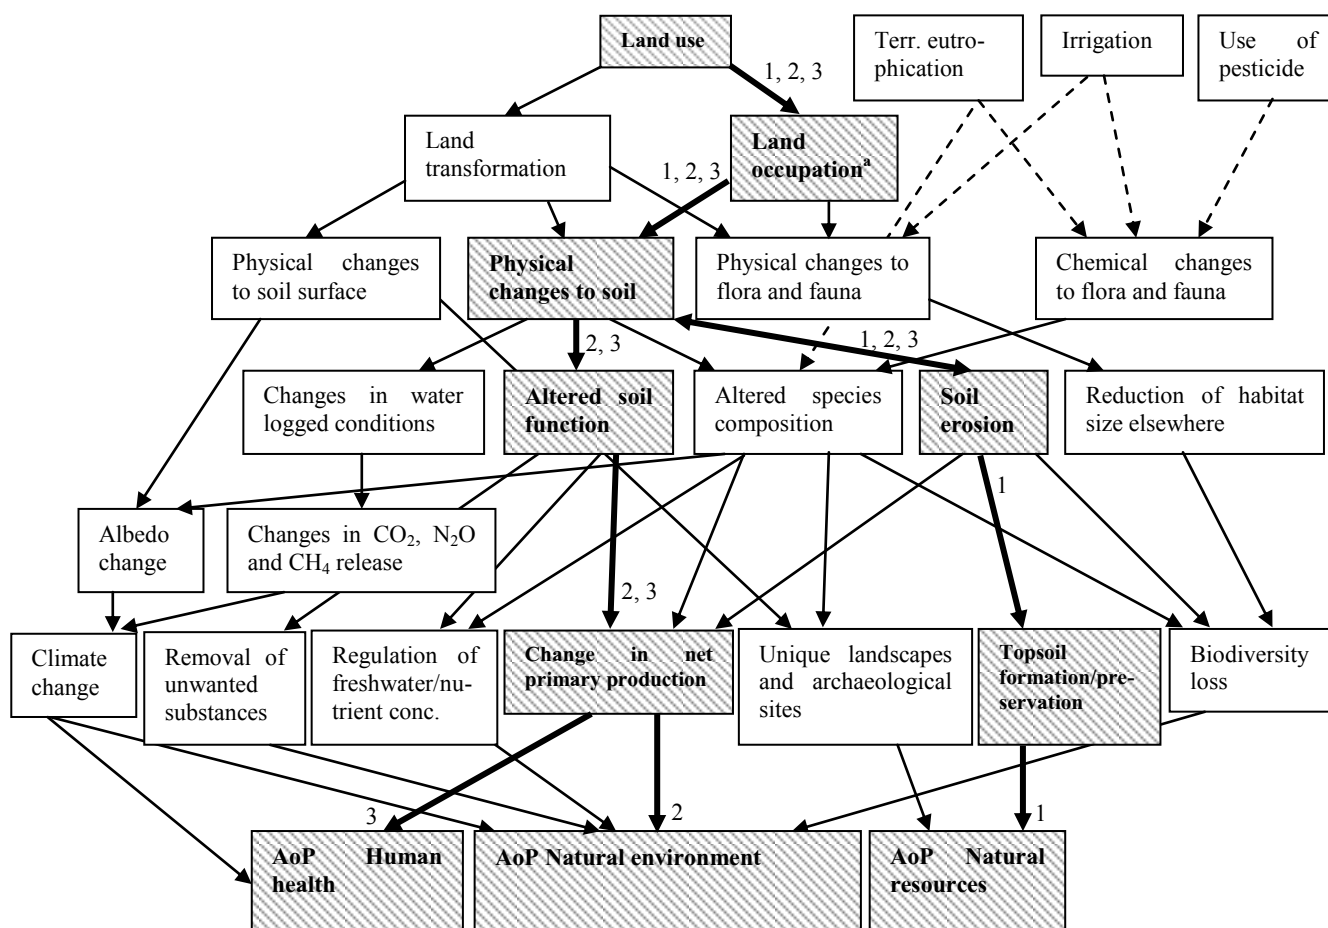 Land use
Terr. eutro-
phication
Irrigation
Use of
pesticide
1, 2, 3
Land
transformation
Land
occupationᵃ
1, 2, 3
Physical changes
to soil surface
Physical
changes to soil
Physical changes to
flora and fauna
Chemical changes
to flora and fauna
2, 3
1, 2, 3
Changes in water
logged conditions
Altered soil
function
Altered species
composition
Soil
erosion
Reduction of habitat
size elsewhere
1
Albedo
change
Changes in CO₂, N₂O
and CH₄ release
2, 3
Climate
change
Removal of
unwanted
substances
Regulation of
freshwater/nu-
trient conc.
Change in net
primary production
Unique landscapes
and archaeological
sites
Topsoil
formation/pre-
servation
Biodiversity
loss
3
2
1
AoP Human
health
AoP Natural environment
AoP Natural
resources